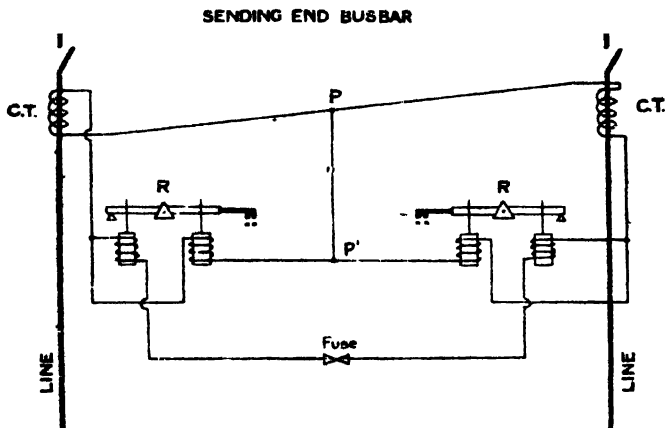 SENDING END BUSBAR
I I
C.T. P C.T.
R R
P'
Fuse
LINE LINE